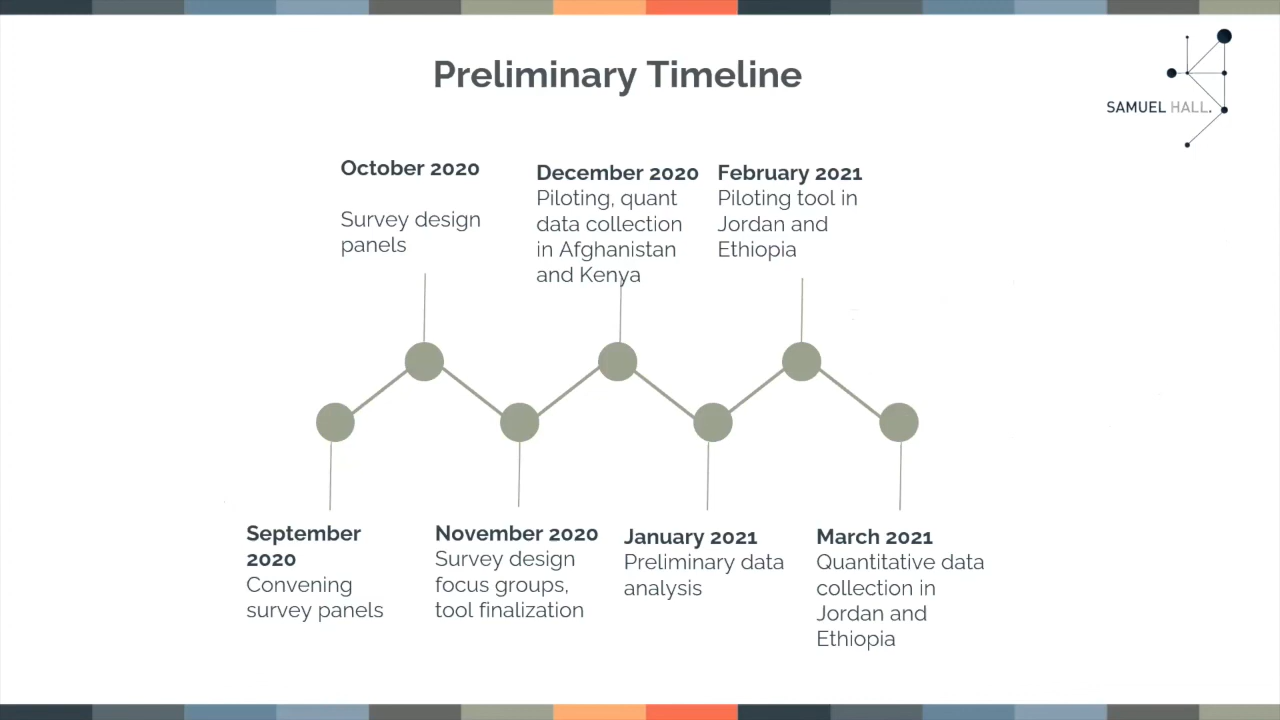 Preliminary Timeline
SAMUEL HALL.
October 2020
Survey design
panels
December 2020
Piloting, quant
data collection
in Afghanistan
and Kenya
February 2021
Piloting tool in
Jordan and
Ethiopia
September
2020
Convening
survey panels
November 2020
Survey design
focus groups,
tool finalization
January 2021
Preliminary data
analysis
March 2021
Quantitative data
collection in
Jordan and
Ethiopia